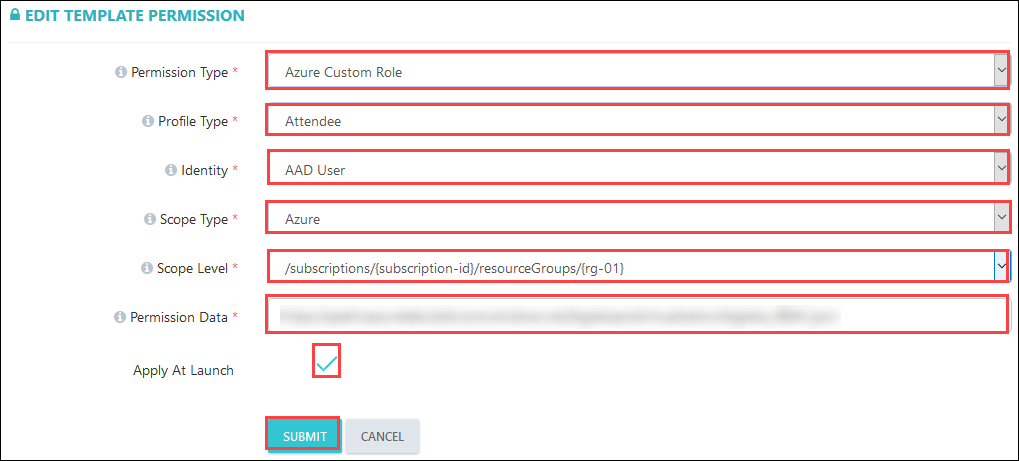 EDIT TEMPLATE PERMISSION
Permission Type * Azure Custom Role
Profile Type * Attendee
Identity * AAD User
Scope Type * Azure
Scope Level * /subscriptions/{subscription-id}/resourceGroups/{rg-01}
Permission Data *
Apply At Launch
SUBMIT CANCEL